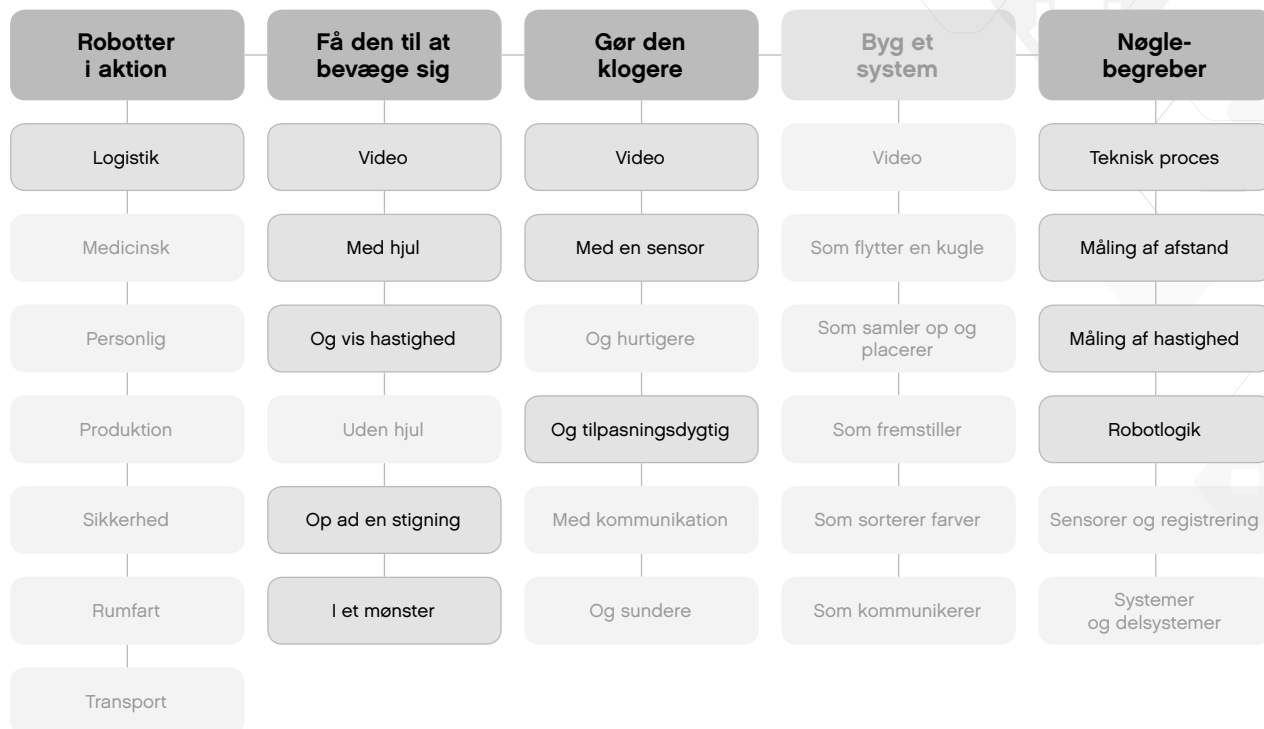 Robotter
i aktion
Få den til at
bevæge sig
Gør den
klogere
Byg et
system
Nøgle-
begreber
Logistik
Video
Video
Video
Teknisk proces
Medicinsk
Med hjul
Med en sensor
Som flytter en kugle
Måling af afstand
Personlig
Og vis hastighed
Og hurtigere
Som samler op og
placerer
Måling af hastighed
Produktion
Uden hjul
Og tilpasningsdygtig
Som fremstiller
Robotlogik
Sikkerhed
Op ad en stigning
Med kommunikation
Som sorterer farver
Sensorer og registrering
Rumfart
I et mønster
Og sundere
Som kommunikerer
Systemer
og delsystemer
Transport